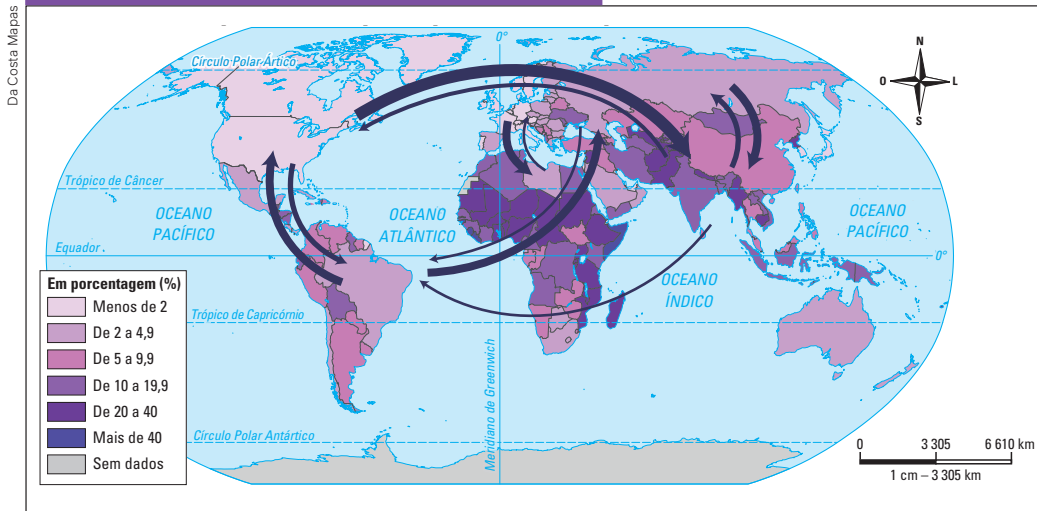 Da Costa Mapas
0°
Círculo Polar Ártico
N
O
L
S
Trópico de Câncer
OCEANO
PACÍFICO
OCEANO
ATLÂNTICO
OCEANO
PACÍFICO
Equador
0°
OCEANO
ÍNDICO
Em porcentagem (%)
Menos de 2
De 2 a 4,9
De 5 a 9,9
De 10 a 19,9
De 20 a 40
Mais de 40
Sem dados
Trópico de Capricórnio
Meridiano de Greenwich
Círculo Polar Antártico
0 3 305 6 610 km
1 cm – 3 305 km